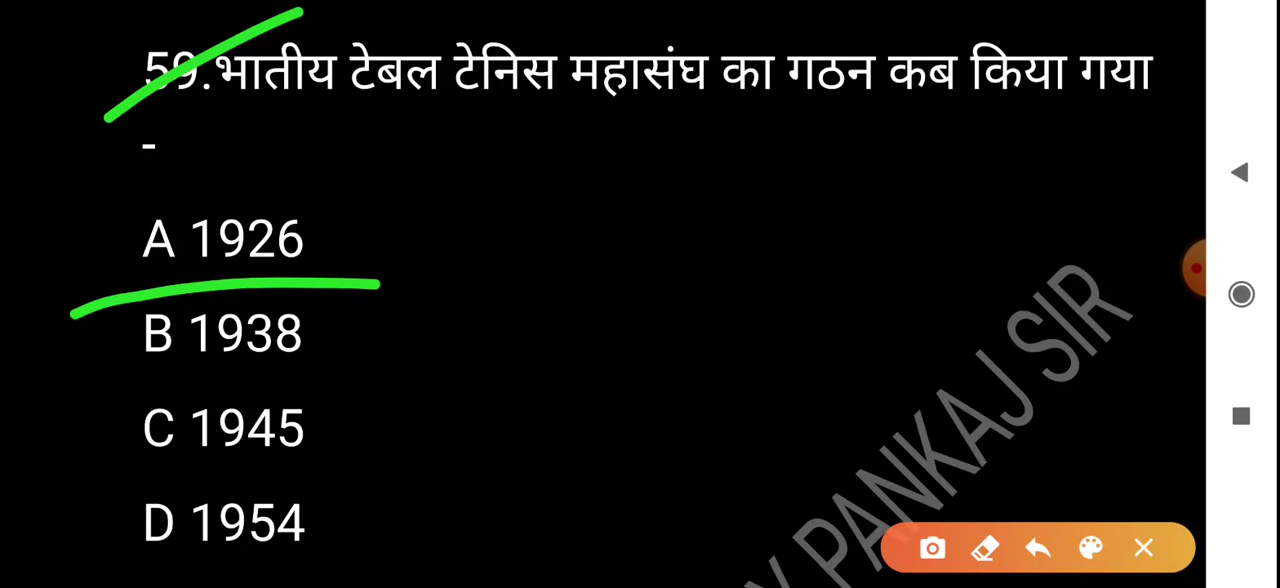 59.भातीय टेबल टेनिस महासंघ का गठन कब किया गया
-
A 1926
B 1938
C 1945
D 1954
PANKAJ SIR